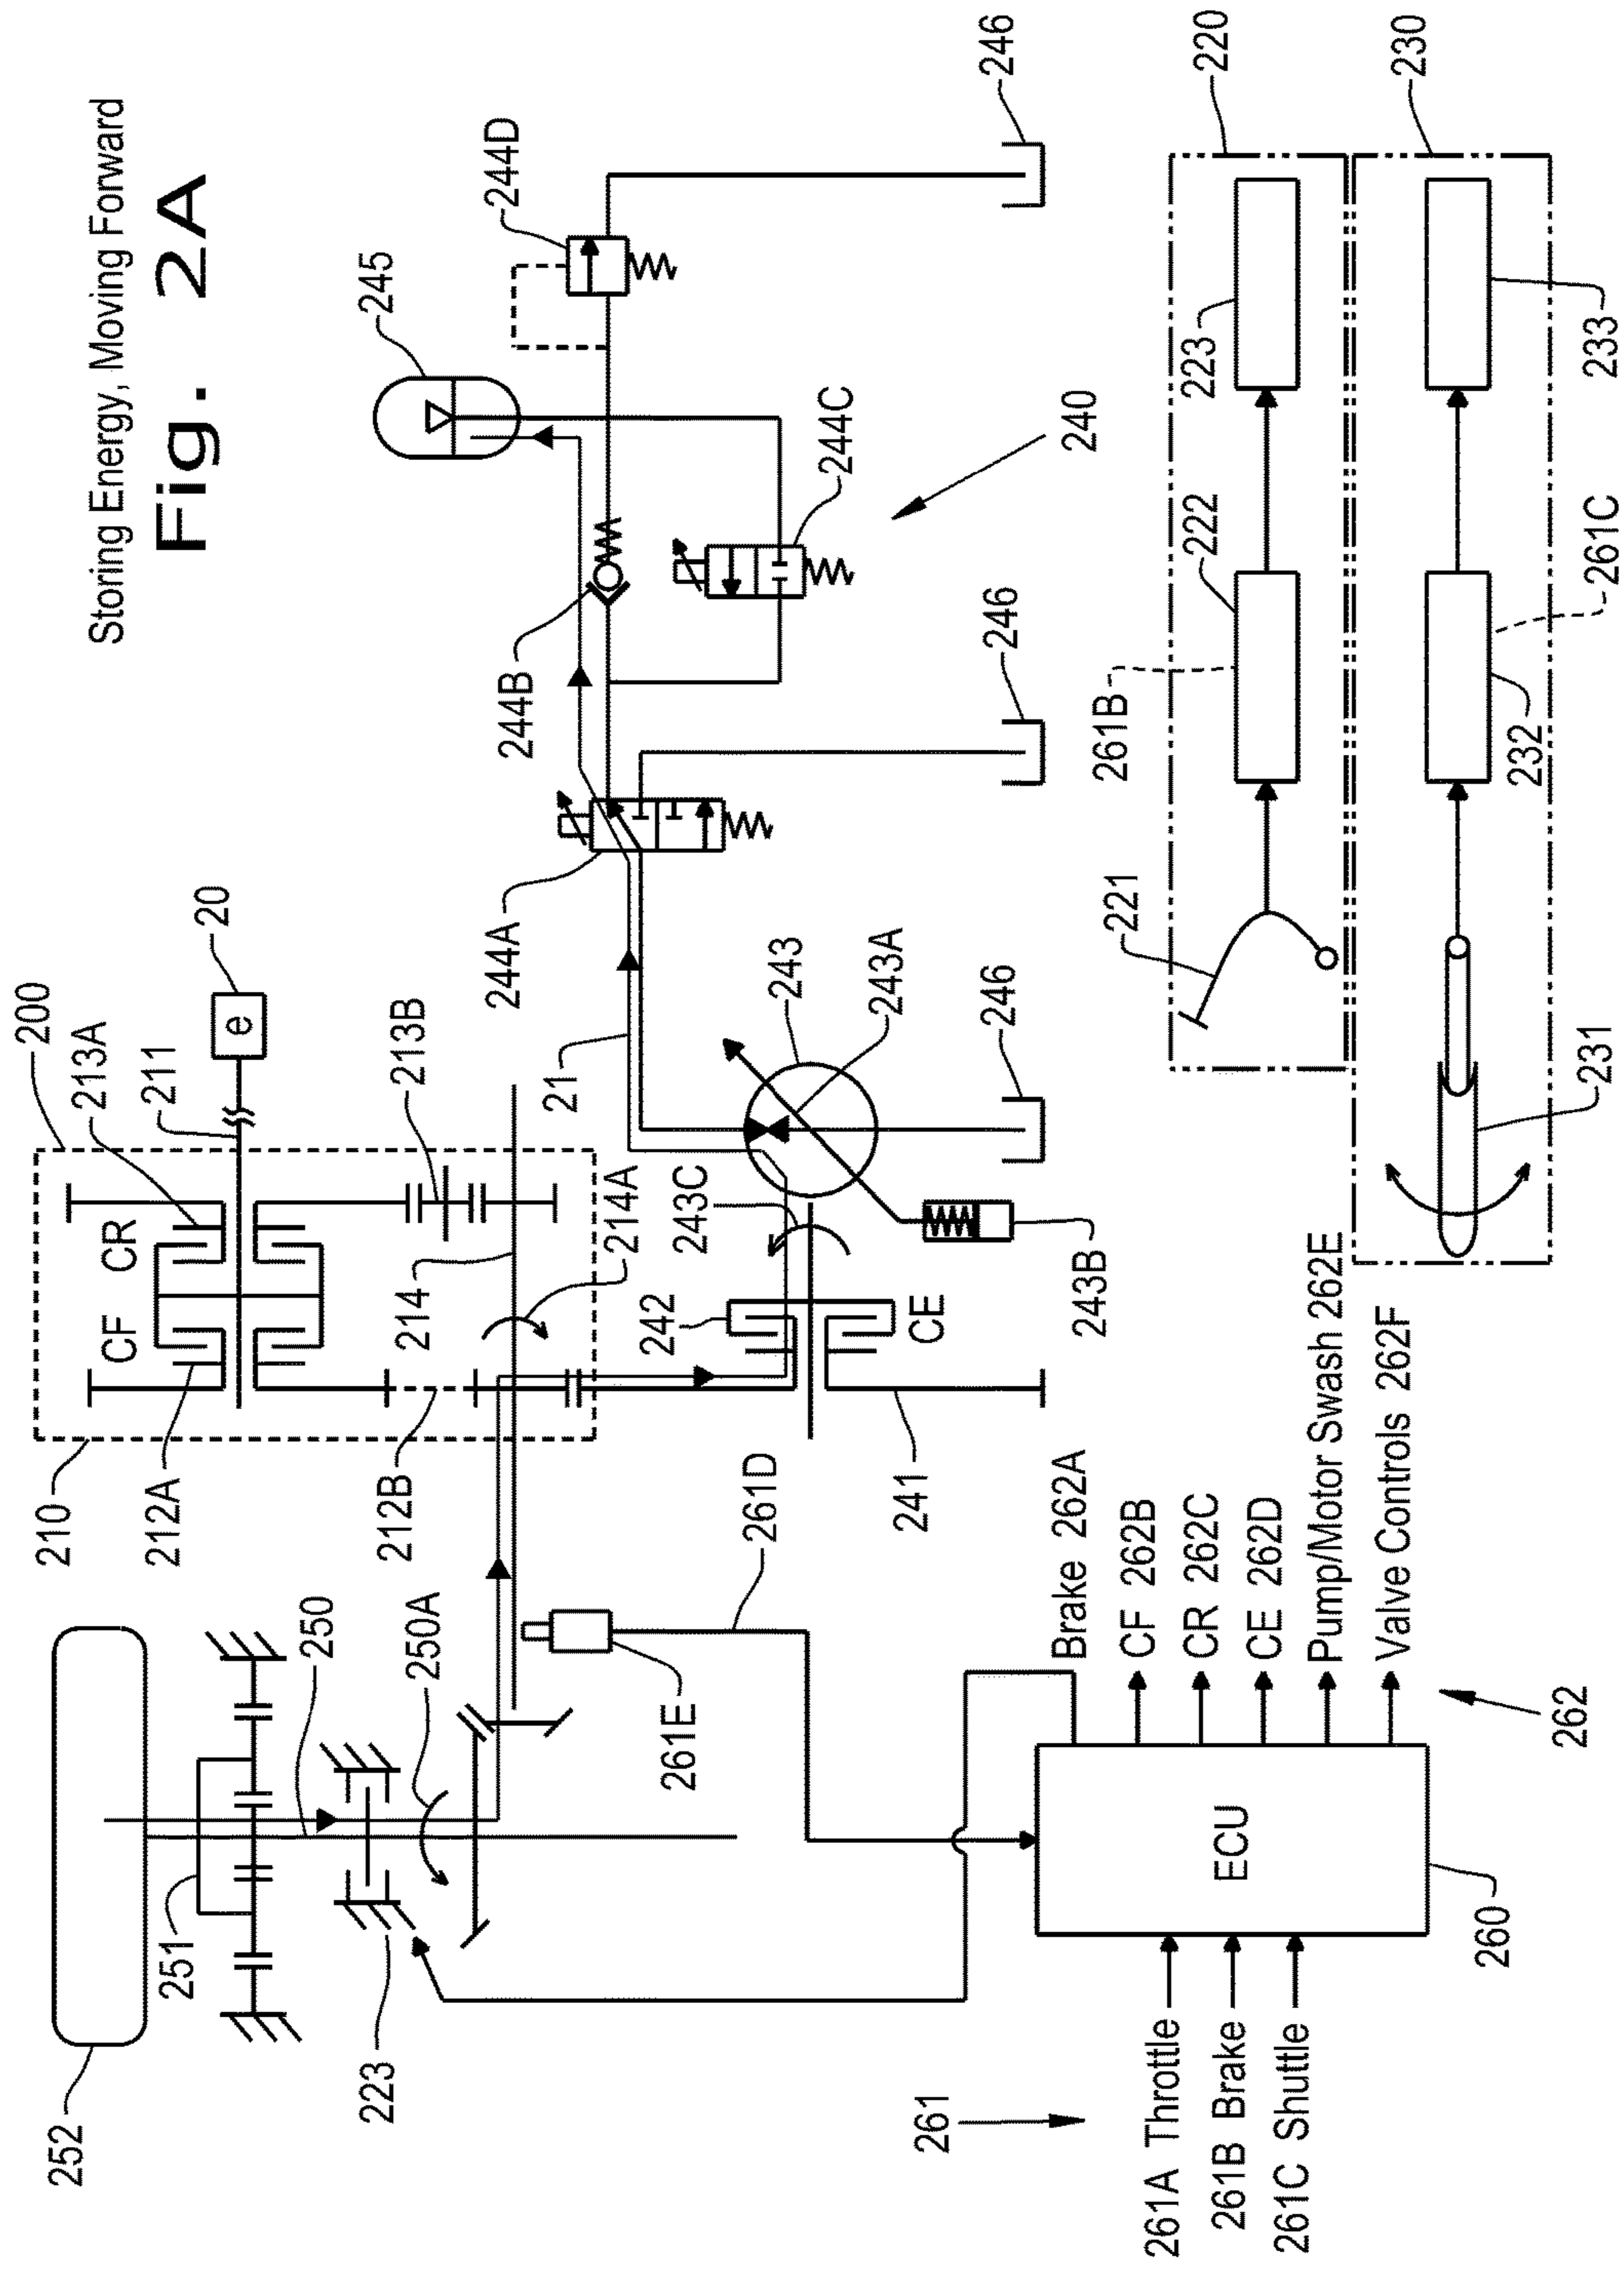 Storing Energy, Moving Forward
Fig. 2A
252
251
223
250
250A
261E
261D
210
212A
212B
CF
CR
200
213A
211
20
e
213B
214
214A
242
CE
241
243C
243B
243
243A
21
246
244A
244B
246
244C
245
244D
246
240
261
261A Throttle
261B Brake
261C Shuttle
ECU
260
Brake 262A
CF 262B
CR 262C
CE 262D
Pump/Motor Swash 262E
Valve Controls 262F
262
221
261B
222
223
220
231
232
261C
233
230